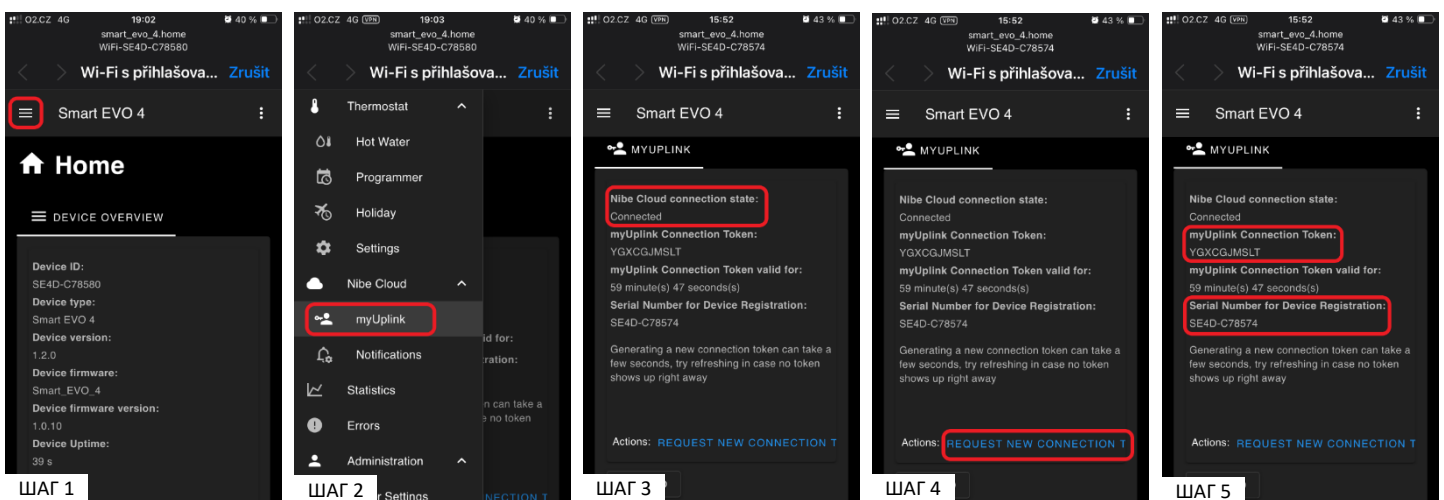 O2.CZ 4G 19:02 40 %
smart_evo_4.home
WiFi-SE4D-C78580
Wi-Fi s přihlašova... Zrušit
Smart EVO 4
Home
DEVICE OVERVIEW
Device ID:
SE4D-C78580
Device type:
Smart EVO 4
Device version:
1.2.0
Device firmware:
Smart_EVO_4
Device firmware version:
1.0.10
Device Uptime:
39 s
ШАГ 1
O2.CZ 4G VPN 19:03 40 %
smart_evo_4.home
WiFi-SE4D-C78580
Wi-Fi s přihlašova... Zrušit
Thermostat
Hot Water
Programmer
Holiday
Settings
Nibe Cloud
myUplink
id for:
Notifications
ration:
Statistics
n can take a
e no token
Errors
Administration
r Settings
NECTION T
ШАГ 2
O2.CZ 4G VPN 15:52 43 %
smart_evo_4.home
WiFi-SE4D-C78574
Wi-Fi s přihlašova... Zrušit
Smart EVO 4
MYUPLINK
Nibe Cloud connection state:
Connected
myUplink Connection Token:
YGXCGJMSLT
myUplink Connection Token valid for:
59 minute(s) 47 seconds(s)
Serial Number for Device Registration:
SE4D-C78574
Generating a new connection token can take a
few seconds, try refreshing in case no token
shows up right away
Actions: REQUEST NEW CONNECTION T
ШАГ 3
O2.CZ 4G VPN 15:52 43 %
smart_evo_4.home
WiFi-SE4D-C78574
Wi-Fi s přihlašova... Zrušit
Smart EVO 4
MYUPLINK
Nibe Cloud connection state:
Connected
myUplink Connection Token:
YGXCGJMSLT
myUplink Connection Token valid for:
59 minute(s) 47 seconds(s)
Serial Number for Device Registration:
SE4D-C78574
Generating a new connection token can take a
few seconds, try refreshing in case no token
shows up right away
Actions: REQUEST NEW CONNECTION T
ШАГ 4
O2.CZ 4G VPN 15:52 43 %
smart_evo_4.home
WiFi-SE4D-C78574
Wi-Fi s přihlašova... Zrušit
Smart EVO 4
MYUPLINK
Nibe Cloud connection state:
Connected
myUplink Connection Token:
YGXCGJMSLT
myUplink Connection Token valid for:
59 minute(s) 47 seconds(s)
Serial Number for Device Registration:
SE4D-C78574
Generating a new connection token can take a
few seconds, try refreshing in case no token
shows up right away
Actions: REQUEST NEW CONNECTION T
ШАГ 5